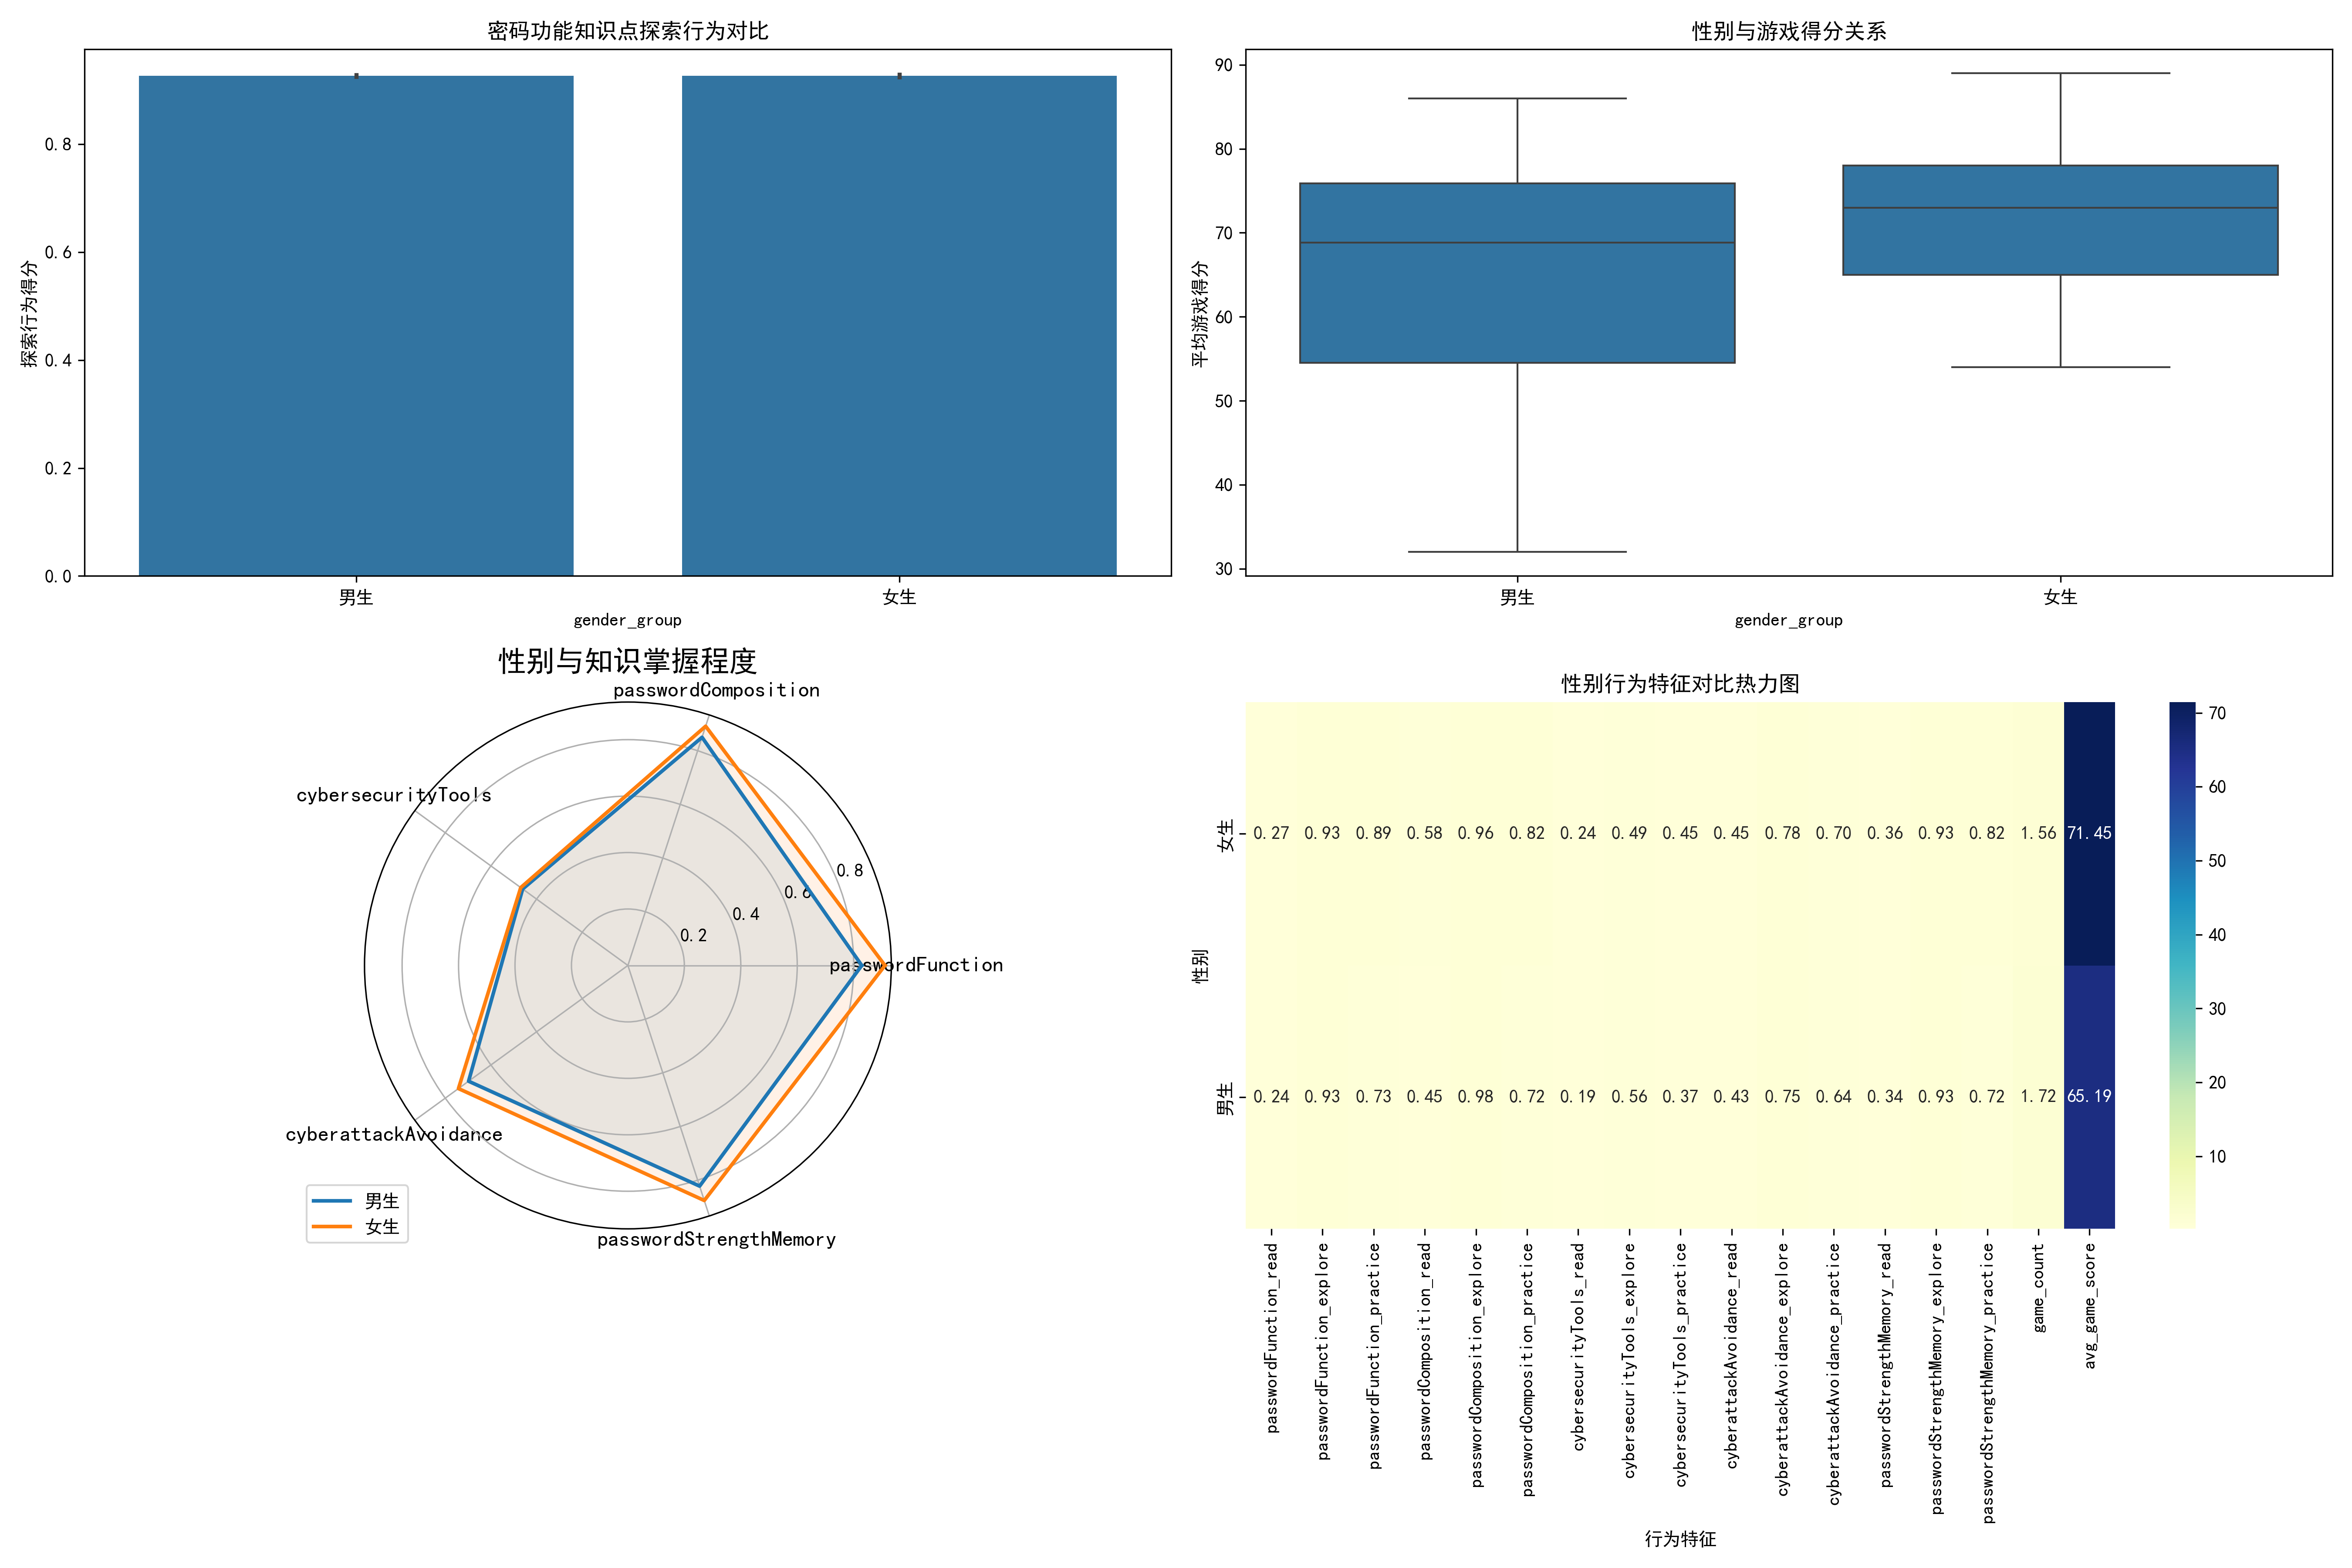 密码功能知识点探索行为对比
探索行为得分
0.8
0.6
0.4
0.2
0.0
男生
女生
gender_group
性别与游戏得分关系
平均游戏得分
90
80
70
60
50
40
30
男生
女生
gender_group
性别与知识掌握程度
passwordComposition
cybersecurityTools
0.8
0.6
0.4
0.2
passwordFunction
cyberattackAvoidance
passwordStrengthMemory
男生
女生
性别行为特征对比热力图
性别
女生
0.27 0.93 0.89 0.58 0.96 0.82 0.24 0.49 0.45 0.45 0.78 0.70 0.36 0.93 0.82 1.56 71.45
男生
0.24 0.93 0.73 0.45 0.98 0.72 0.19 0.56 0.37 0.43 0.75 0.64 0.34 0.93 0.72 1.72 65.19
70
60
50
40
30
20
10
passwordFunction_read
passwordFunction_explore
passwordFunction_practice
passwordComposition_read
passwordComposition_explore
passwordComposition_practice
cybersecurityTools_read
cybersecurityTools_explore
cybersecurityTools_practice
cyberattackAvoidance_read
cyberattackAvoidance_explore
cyberattackAvoidance_practice
passwordStrengthMemory_read
passwordStrengthMemory_explore
passwordStrengthMemory_practice
game_count
avg_game_score
行为特征